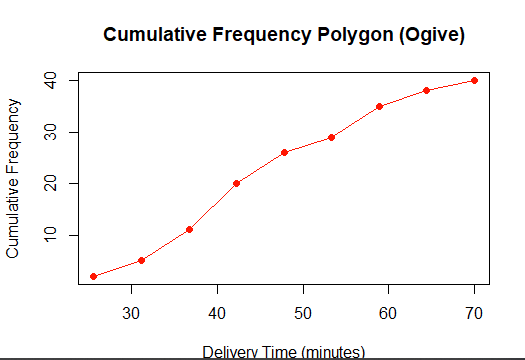 Cumulative Frequency Polygon (Ogive)
Cumulative Frequency
40
30
20
10
30 40 50 60 70
Delivery Time (minutes)